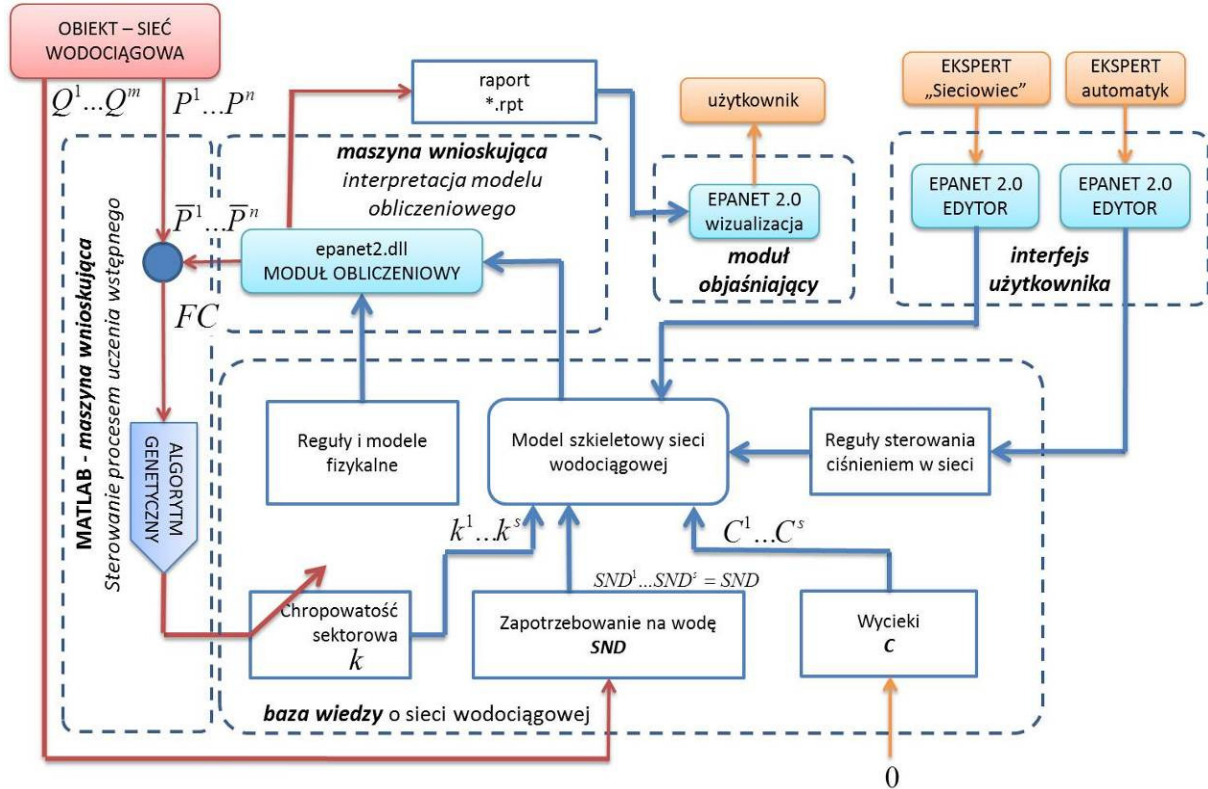 OBIEKT – SIEĆ
WODOCIĄGOWA
Q¹...Qᵐ
P¹...Pⁿ
raport
*.rpt
użytkownik
EKSPERT
„Sieciowiec”
EKSPERT
automatyk
maszyna wnioskująca
interpretacja modelu
obliczeniowego
P̅¹...P̅ⁿ
epanet2.dll
MODUŁ OBLICZENIOWY
EPANET 2.0
wizualizacja
moduł
objaśniający
EPANET 2.0
EDYTOR
EPANET 2.0
EDYTOR
interfejs
użytkownika
FC
MATLAB - maszyna wnioskująca
Sterowanie procesem uczenia wstępnego
ALGORYTM
GENETYCZNY
Reguły i modele
fizykalne
Model szkieletowy sieci
wodociągowej
Reguły sterowania
ciśnieniem w sieci
k¹...kˢ
C¹...Cˢ
SND¹...SNDˢ = SND
Chropowatość
sektorowa
k
Zapotrzebowanie na wodę
SND
Wycieki
C
baza wiedzy o sieci wodociągowej
0